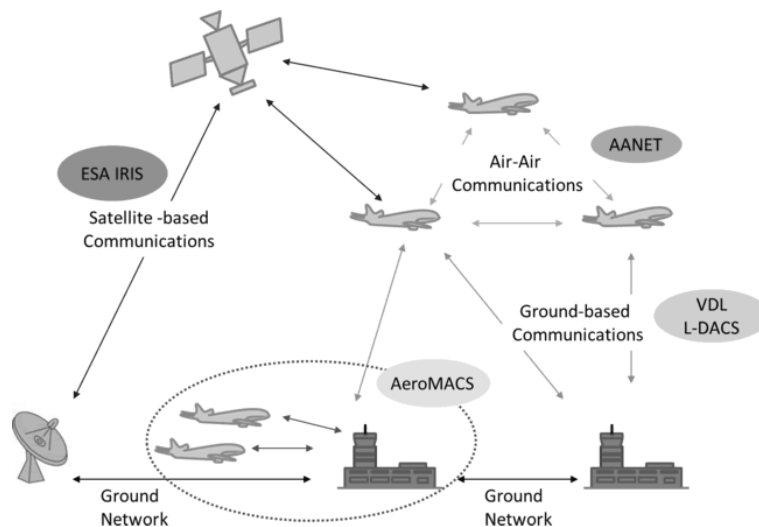 AANET
Air-Air
Communications
ESA IRIS
Satellite -based
Communications
VDL
L-DACS
Ground-based
Communications
AeroMACS
Ground
Network
Ground
Network